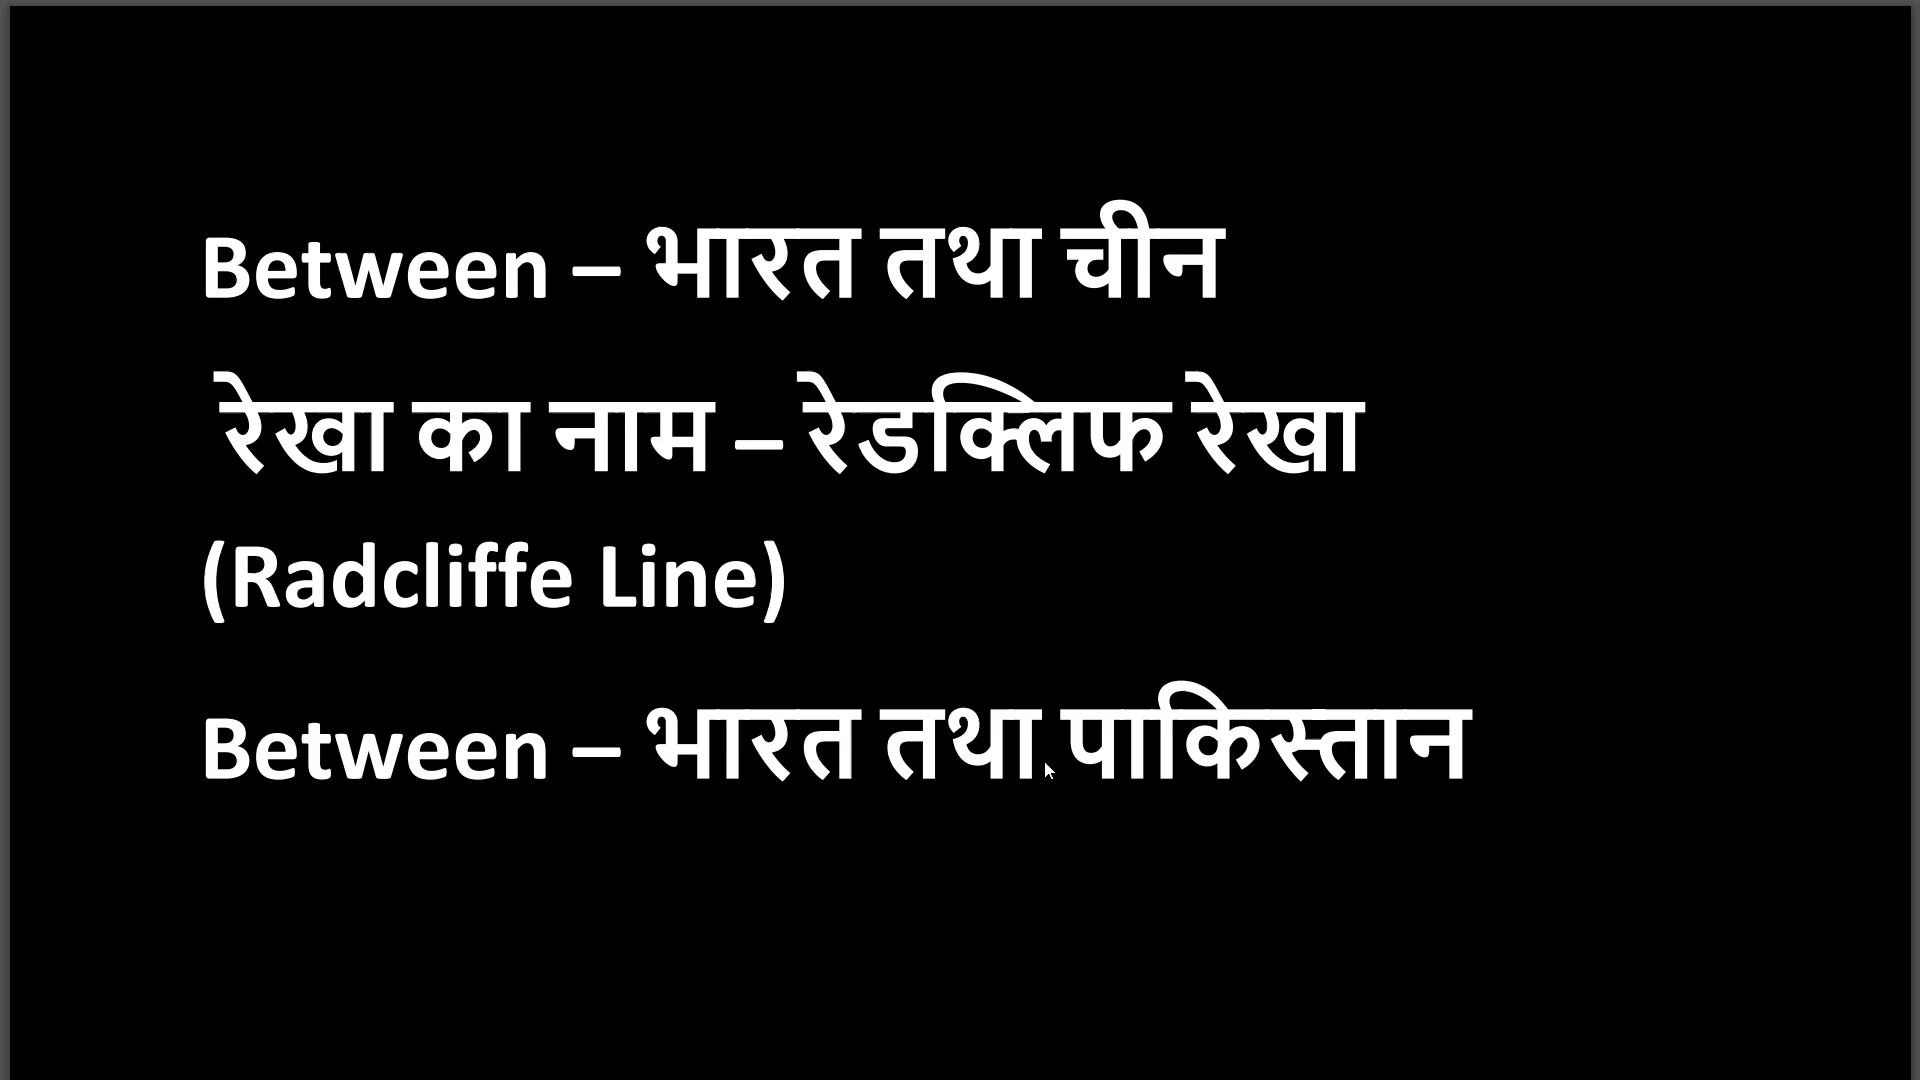 Between – भारत तथा चीन
रेखा का नाम – रेडक्लिफ रेखा
(Radcliffe Line)
Between – भारत तथा पाकिस्तान